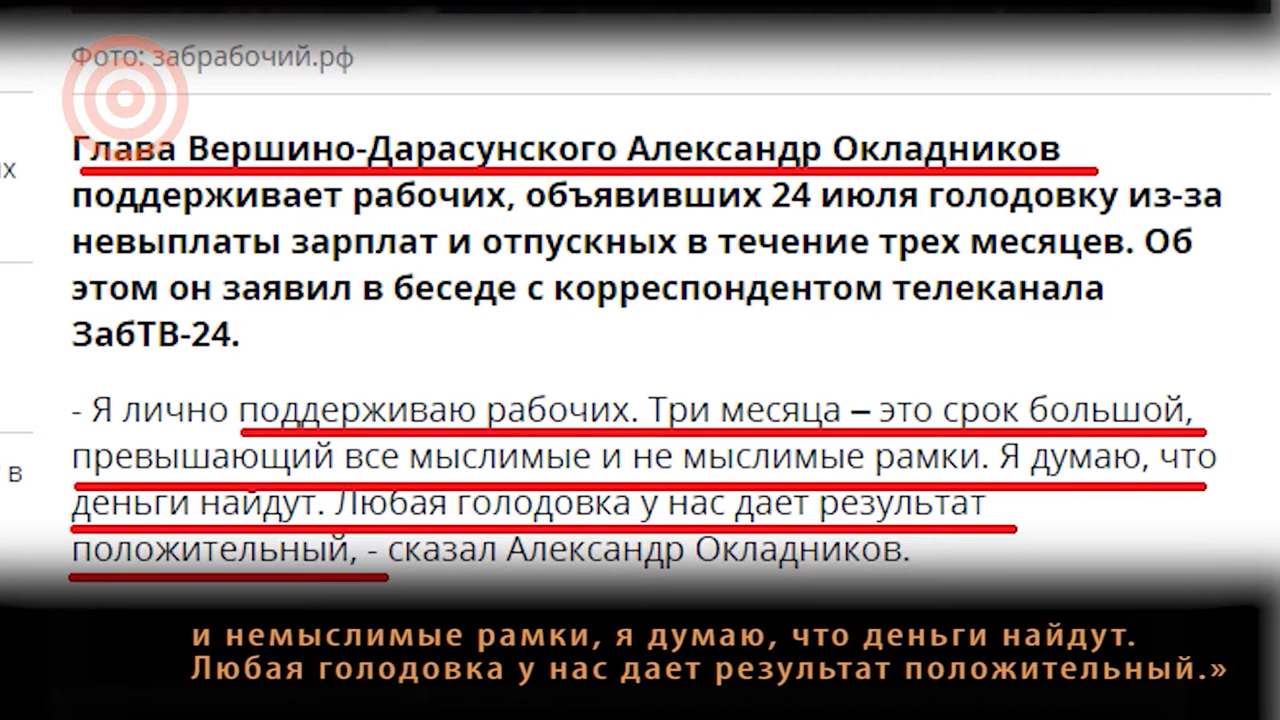 Фото: забрабочий.рф
Глава Вершино-Дарасунского Александр Окладников
поддерживает рабочих, объявивших 24 июля голодовку из-за
невыплаты зарплат и отпускных в течение трех месяцев. Об
этом он заявил в беседе с корреспондентом телеканала
ЗабТВ-24.
- Я лично поддерживаю рабочих. Три месяца – это срок большой,
превышающий все мыслимые и не мыслимые рамки. Я думаю, что
деньги найдут. Любая голодовка у нас дает результат
положительный, - сказал Александр Окладников.
их
в
и немыслимые рамки, я думаю, что деньги найдут.
Любая голодовка у нас дает результат положительный.»